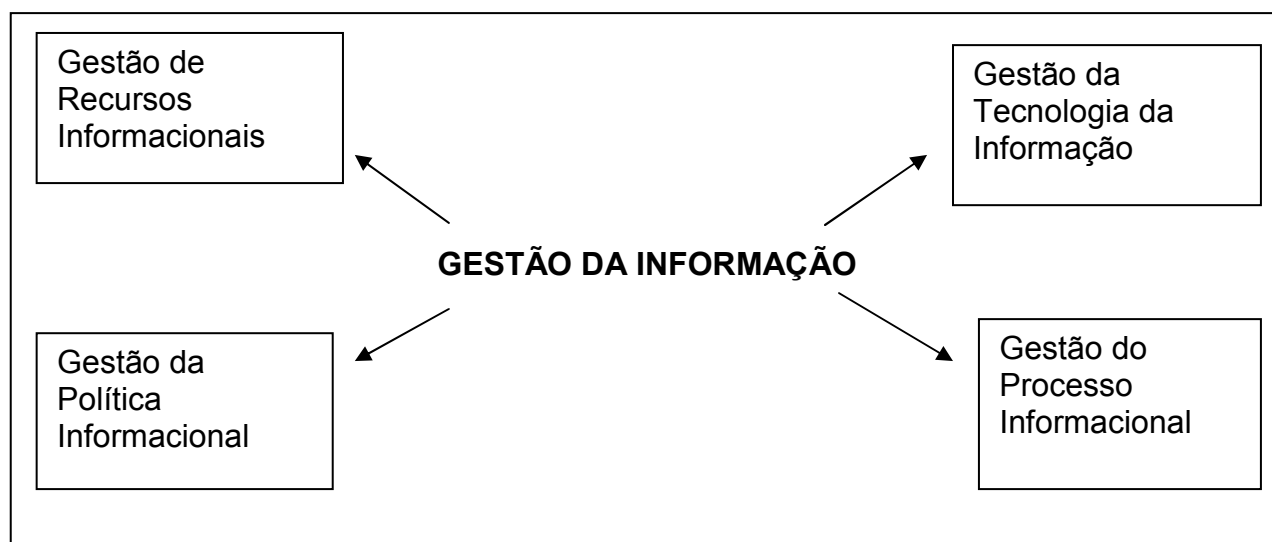 Gestão de
Recursos
Informacionais
Gestão da
Tecnologia da
Informação
GESTÃO DA INFORMAÇÃO
Gestão da
Política
Informacional
Gestão do
Processo
Informacional